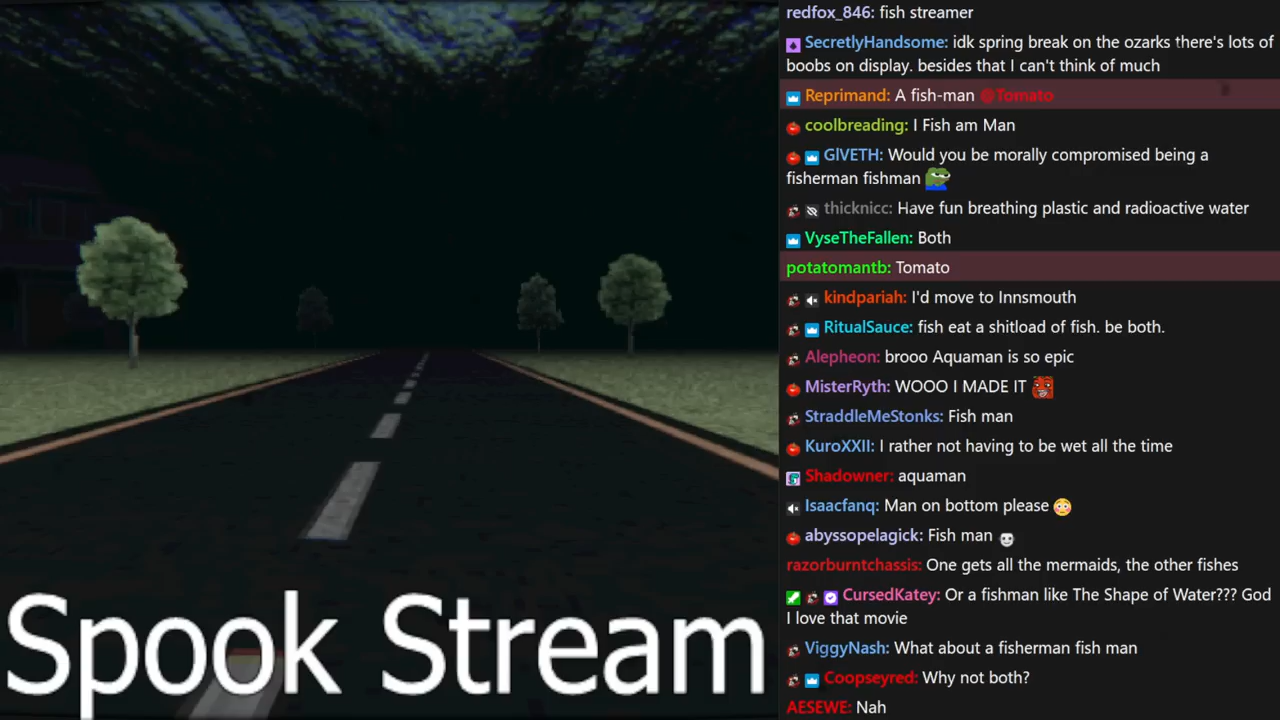 redfox_846: fish streamer
SecretlyHandsome: idk spring break on the ozarks there's lots of
boobs on display. besides that I can't think of much
Reprimand: A fish-man @Tomato
coolbreading: I Fish am Man
GlVETH: Would you be morally compromised being a
fisherman fishman
thicknicc: Have fun breathing plastic and radioactive water
VyseTheFallen: Both
potatomantb: Tomato
kindpariah: I'd move to Innsmouth
RitualSauce: fish eat a shitload of fish. be both.
Alepheon: brooo Aquaman is so epic
MisterRyth: WOOO I MADE IT
StraddleMeStonks: Fish man
KuroXXII: I rather not having to be wet all the time
Shadowner: aquaman
Isaacfanq: Man on bottom please
abyssopelagick: Fish man
razorburntchassis: One gets all the mermaids, the other fishes
CursedKatey: Or a fishman like The Shape of Water??? God
I love that movie
ViggyNash: What about a fisherman fish man
Coopseyred: Why not both?
AESEWE: Nah
Spook Stream